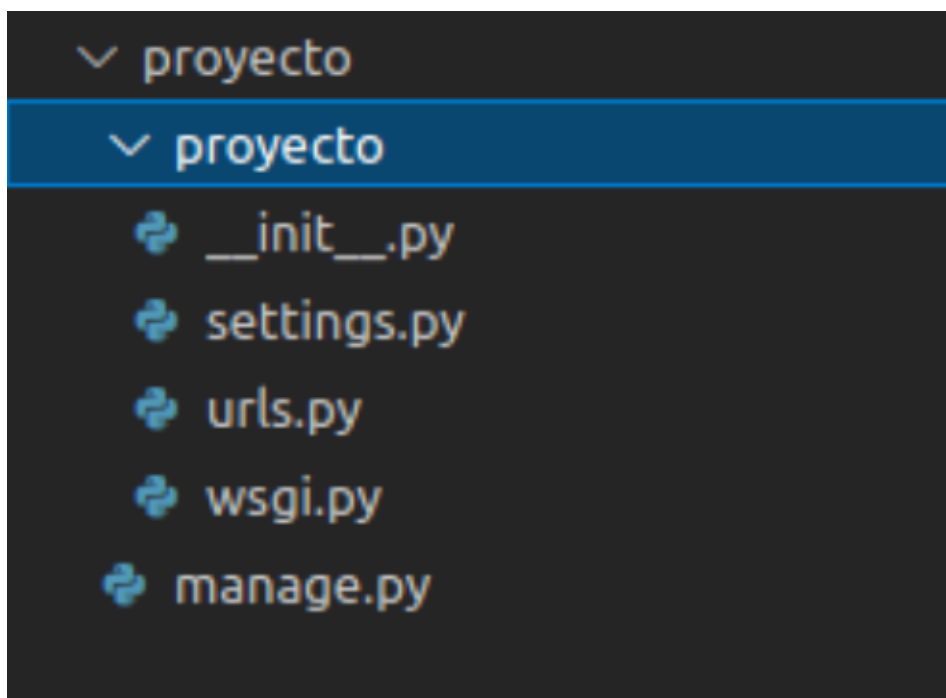 proyecto
proyecto
__init__.py
settings.py
urls.py
wsgi.py
manage.py